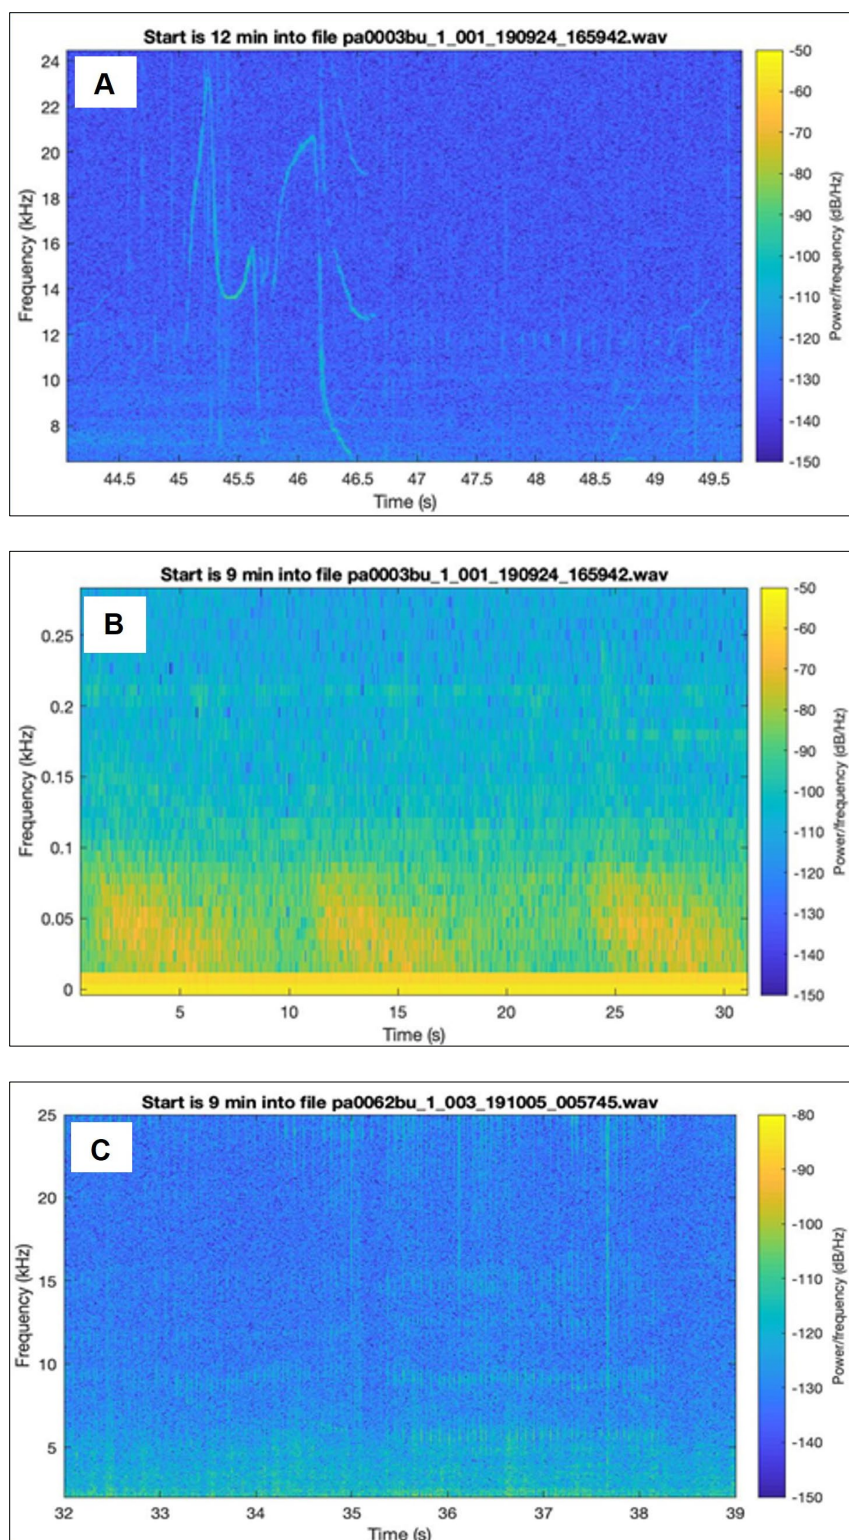 Start is 12 min into file pa0003bu_1_001_190924_165942.wav
A
24
22
20
18
16
14
12
10
8
Frequency (kHz)
44.5 45 45.5 46 46.5 47 47.5 48 48.5 49 49.5
Time (s)
-50
-60
-70
-80
-90
-100
-110
-120
-130
-140
-150
Power/frequency (dB/Hz)
Start is 9 min into file pa0003bu_1_001_190924_165942.wav
B
0.25
0.2
0.15
0.1
0.05
0
Frequency (kHz)
5 10 15 20 25 30
Time (s)
-50
-60
-70
-80
-90
-100
-110
-120
-130
-140
-150
Power/frequency (dB/Hz)
Start is 9 min into file pa0062bu_1_003_191005_005745.wav
C
25
20
15
10
5
Frequency (kHz)
32 33 34 35 36 37 38 39
Time (s)
-80
-90
-100
-110
-120
-130
-140
-150
Power/frequency (dB/Hz)